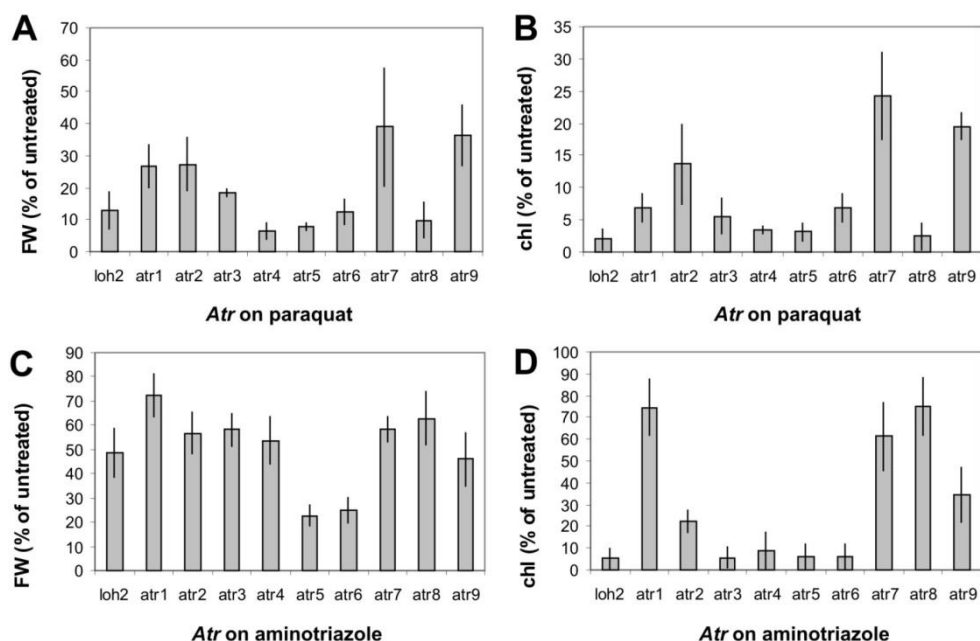 A
FW (% of untreated)
70
60
50
40
30
20
10
0
loh2 atr1 atr2 atr3 atr4 atr5 atr6 atr7 atr8 atr9
Atr on paraquat
B
chl (% of untreated)
35
30
25
20
15
10
5
0
loh2 atr1 atr2 atr3 atr4 atr5 atr6 atr7 atr8 atr9
Atr on paraquat
C
FW (% of untreated)
90
80
70
60
50
40
30
20
10
0
loh2 atr1 atr2 atr3 atr4 atr5 atr6 atr7 atr8 atr9
Atr on aminotriazole
D
chl (% of untreated)
100
90
80
70
60
50
40
30
20
10
0
loh2 atr1 atr2 atr3 atr4 atr5 atr6 atr7 atr8 atr9
Atr on aminotriazole